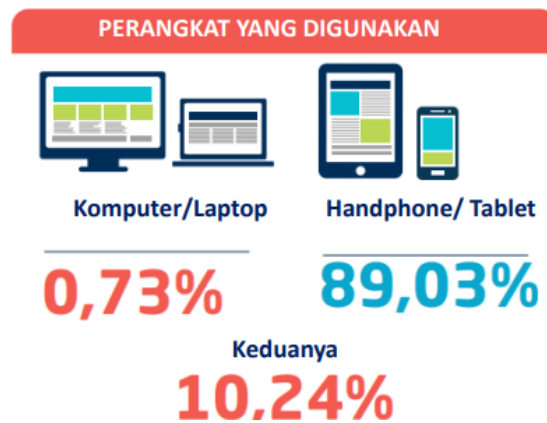 PERANGKAT YANG DIGUNAKAN
Komputer/Laptop
Handphone/ Tablet
0,73%
89,03%
Keduanya
10,24%